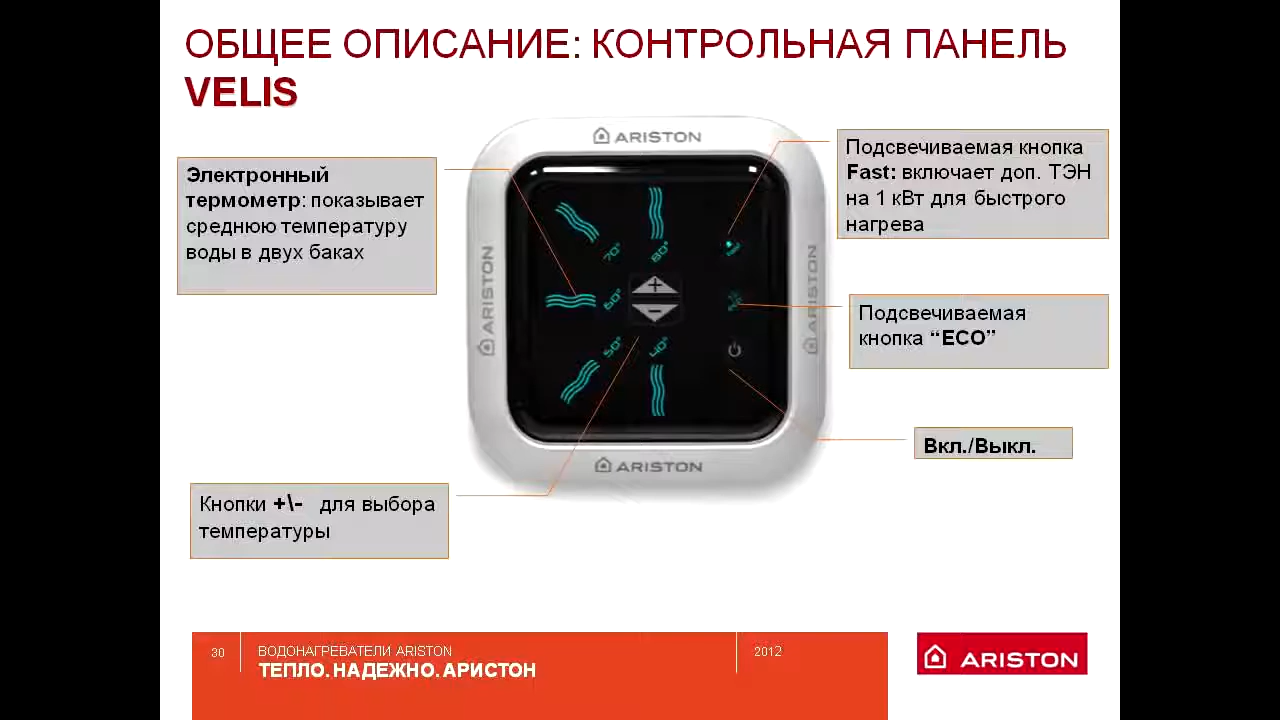 ОБЩЕЕ ОПИСАНИЕ: КОНТРОЛЬНАЯ ПАНЕЛЬ
VELIS
Электронный
термометр: показывает
среднюю температуру
воды в двух баках
Кнопки +\- для выбора
температуры
ARISTON
ARISTON
ARISTON
ARISTON
70°
80°
60°
50°
40°
+
-
Подсвечиваемая кнопка
Fast: включает доп. ТЭН
на 1 кВт для быстрого
нагрева
Подсвечиваемая
кнопка “ECO”
Вкл./Выкл.
30
ВОДОНАГРЕВАТЕЛИ ARISTON
ТЕПЛО. НАДЕЖНО. АРИСТОН
2012
ARISTON